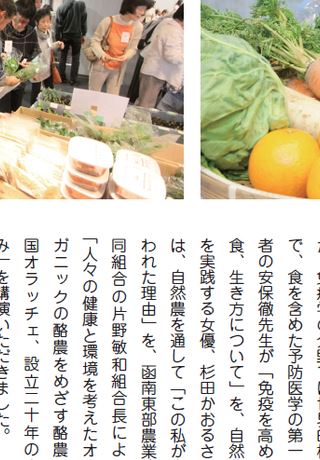 で、食を含めた予防医学の第一
者の安保徹先生が「免疫を高め
食、生き方について」を、自然
を実践する女優、杉田かおるさ
は、自然農を通して「この私が
われた理由」を、函南東部農業
同組合の片野敏和組合長によ
「人々の健康と環境を考えたオ
ガニックの酪農をめざす酪農
国オラッチェ、設立二十年の
み」を講演いただきました。